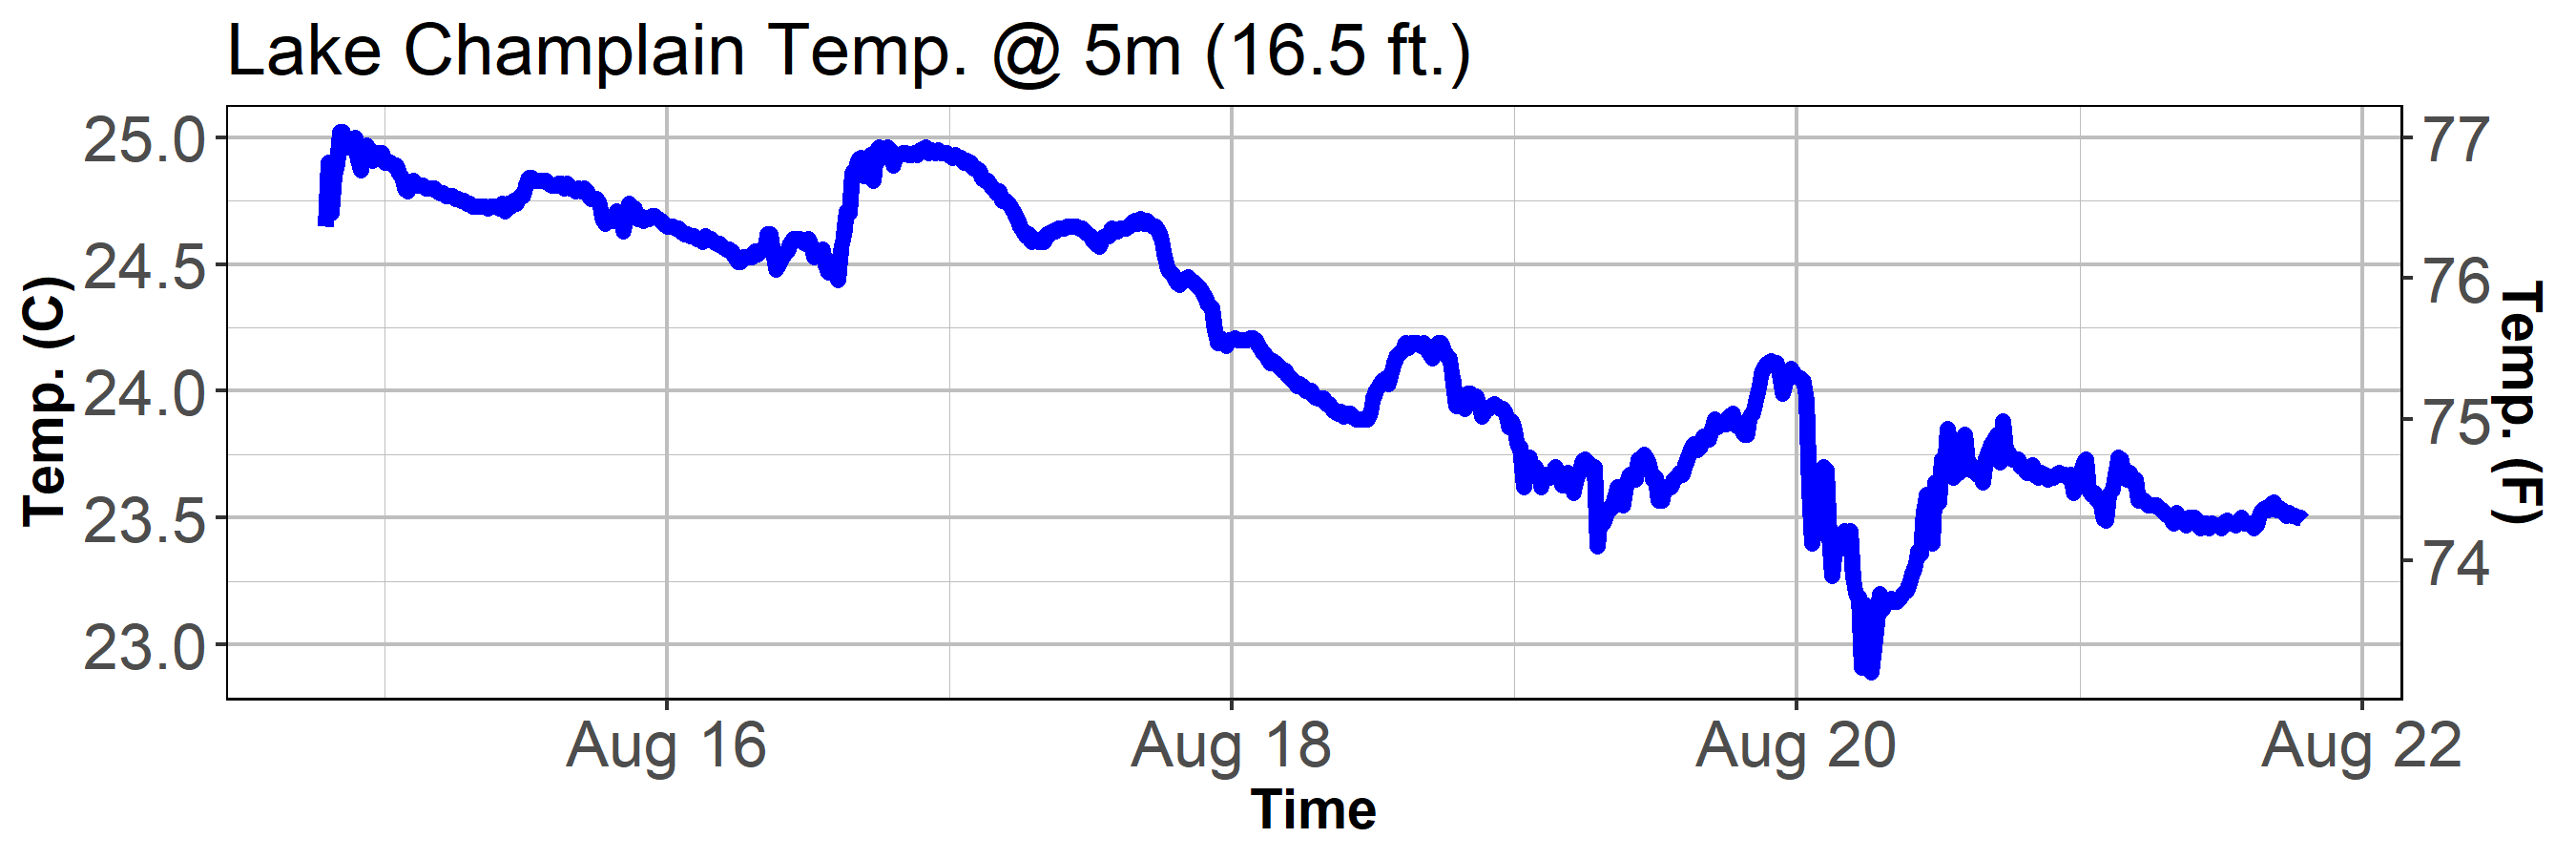 Lake Champlain Temp. @ 5m (16.5 ft.)
25.0
24.5
24.0
23.5
23.0
Temp. (C)
77
76
75
74
Temp. (F)
Aug 16
Aug 18
Aug 20
Aug 22
Time